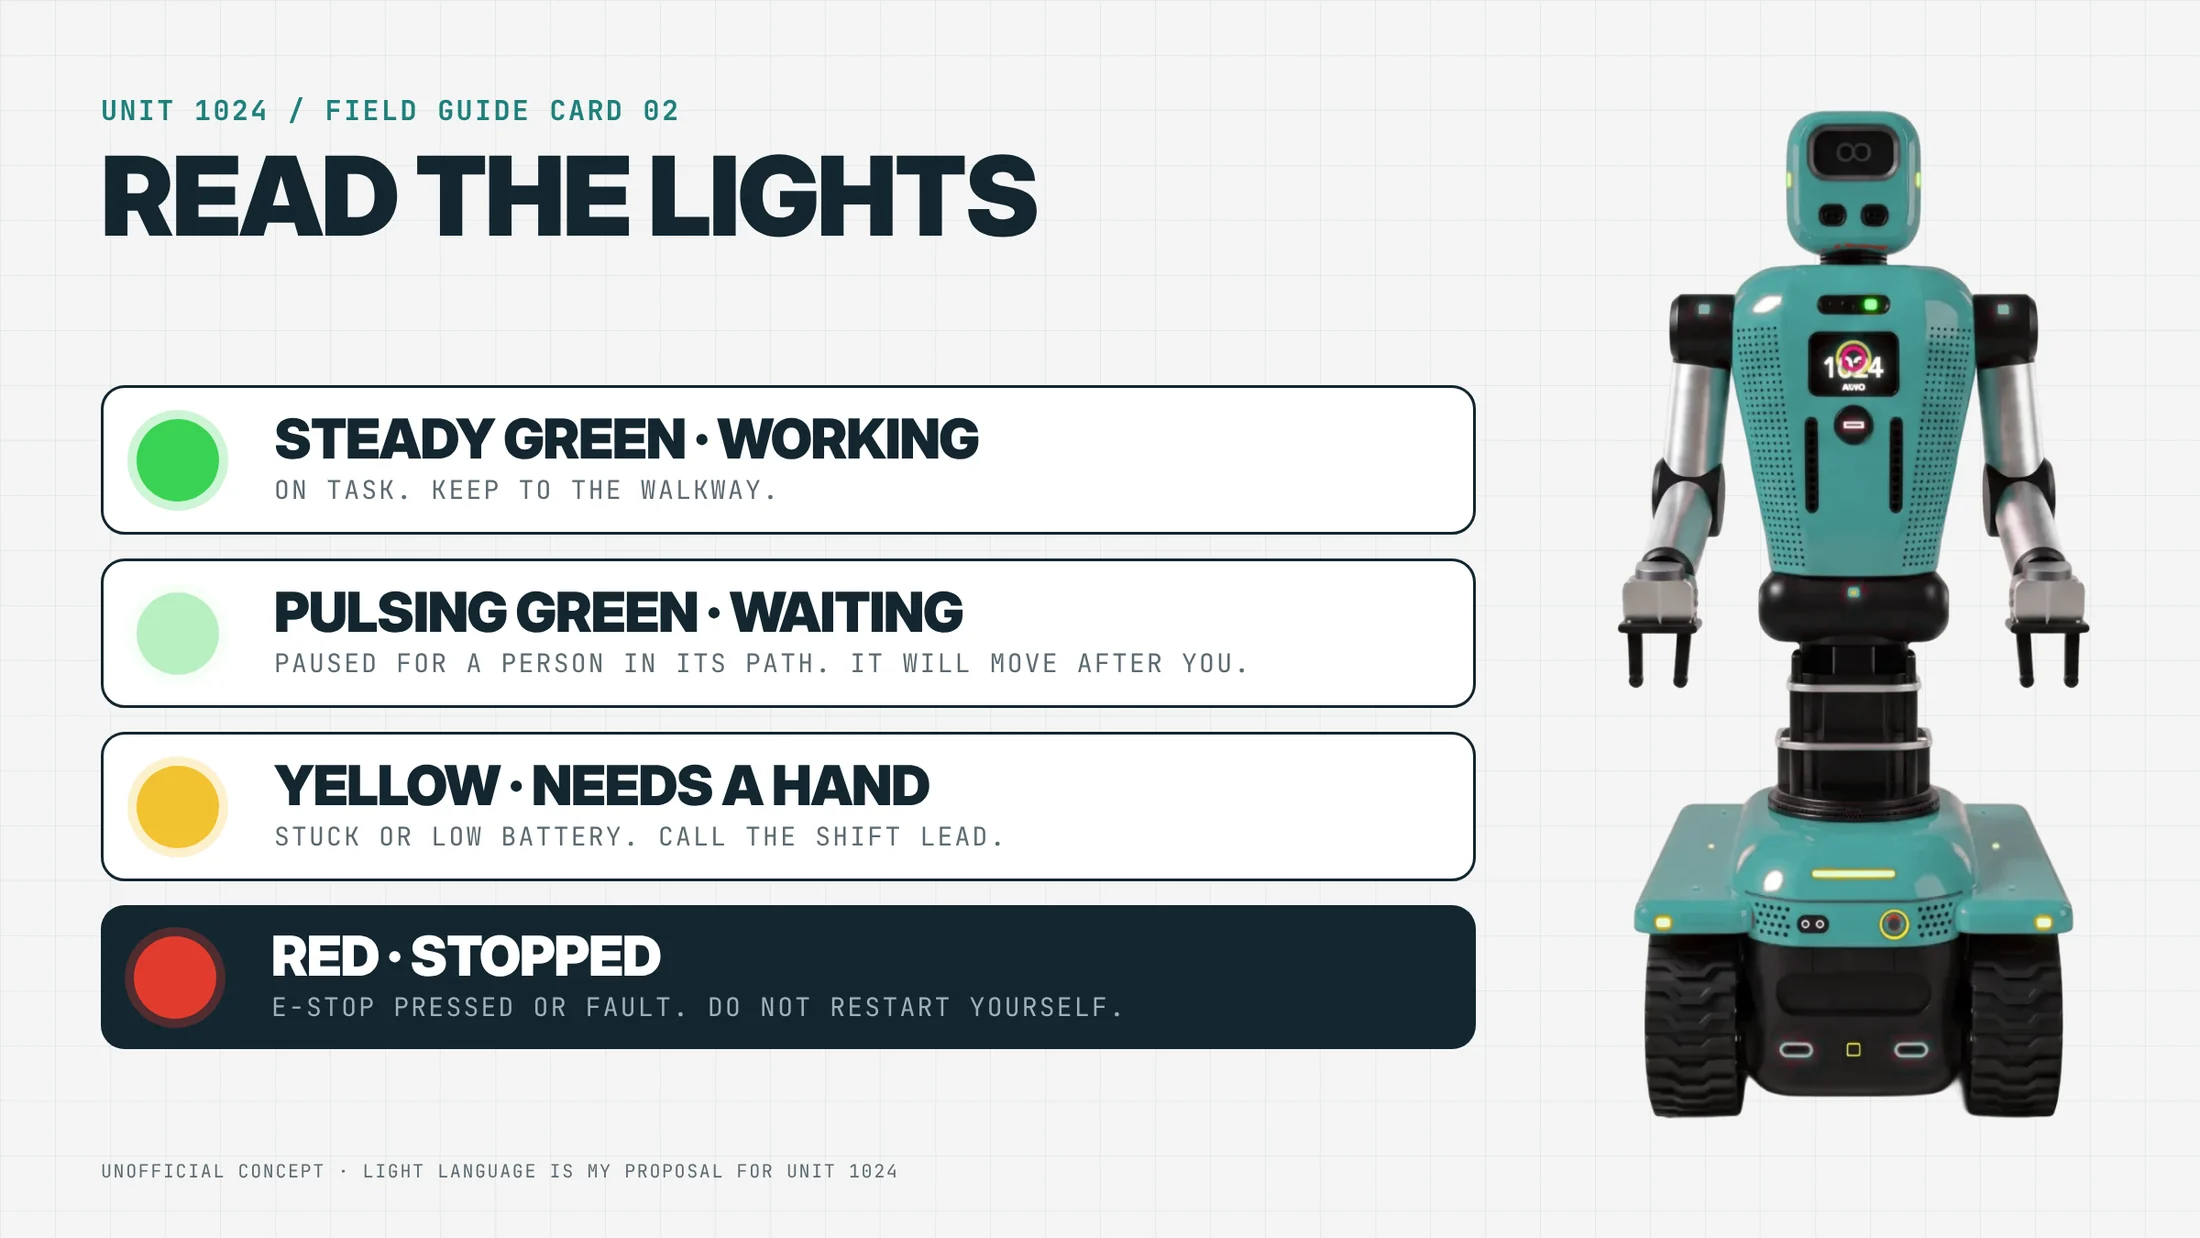 UNIT 1024 / FIELD GUIDE CARD 02
READ THE LIGHTS
STEADY GREEN · WORKING
ON TASK. KEEP TO THE WALKWAY.
PULSING GREEN · WAITING
PAUSED FOR A PERSON IN ITS PATH. IT WILL MOVE AFTER YOU.
YELLOW · NEEDS A HAND
STUCK OR LOW BATTERY. CALL THE SHIFT LEAD.
RED · STOPPED
E-STOP PRESSED OR FAULT. DO NOT RESTART YOURSELF.
UNOFFICIAL CONCEPT · LIGHT LANGUAGE IS MY PROPOSAL FOR UNIT 1024
1024